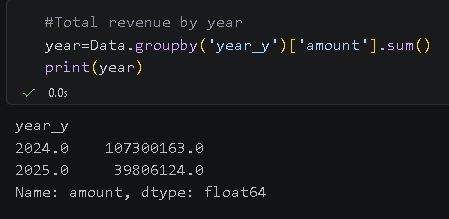 #Total revenue by year
year=Data.groupby('year_y')['amount'].sum()
print(year)
0.0s
year_y
2024.0    107300163.0
2025.0     39806124.0
Name: amount, dtype: float64